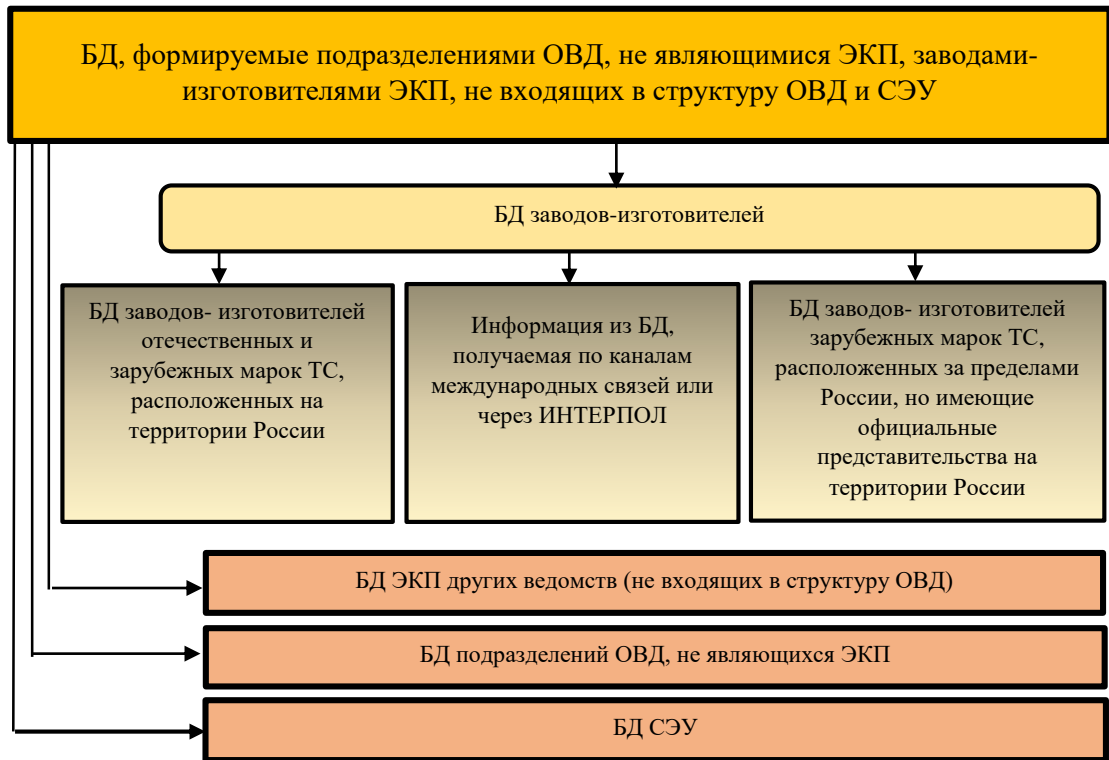 БД, формируемые подразделениями ОВД, не являющимися ЭКП, заводами-
изготовителями ЭКП, не входящих в структуру ОВД и СЭУ
БД заводов-изготовителей
БД заводов- изготовителей
отечественных и
зарубежных марок ТС,
расположенных на
территории России
Информация из БД,
получаемая по каналам
международных связей или
через ИНТЕРПОЛ
БД заводов- изготовителей
зарубежных марок ТС,
расположенных за пределами
России, но имеющие
официальные
представительства на
территории России
БД ЭКП других ведомств (не входящих в структуру ОВД)
БД подразделений ОВД, не являющихся ЭКП
БД СЭУ